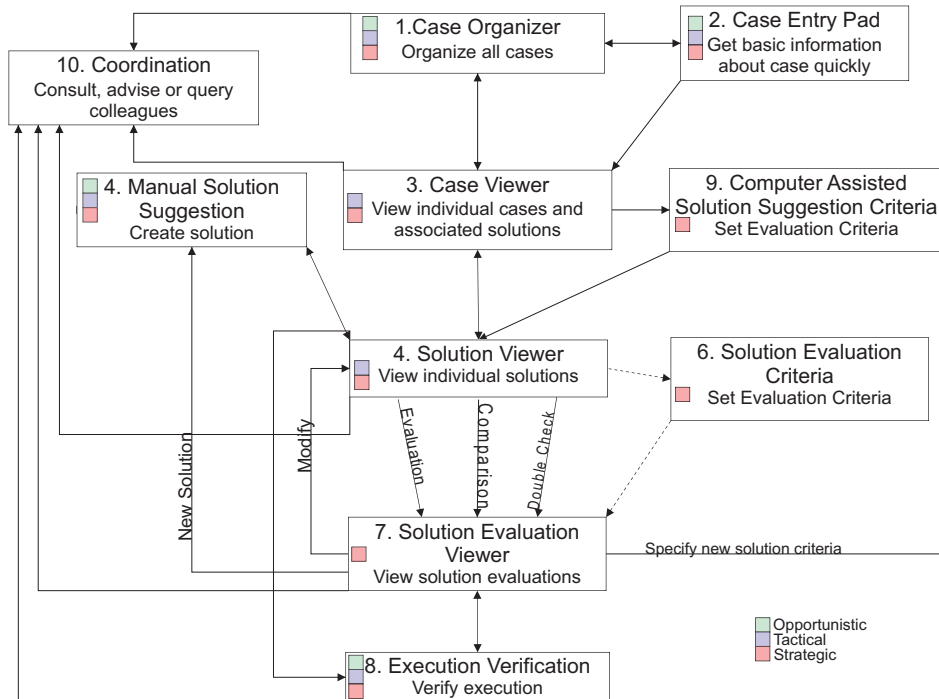 1.Case Organizer
Organize all cases
2. Case Entry Pad
Get basic information
about case quickly
10. Coordination
Consult, advise or query
colleagues
4. Manual Solution
Suggestion
Create solution
3. Case Viewer
View individual cases and
associated solutions
9. Computer Assisted
Solution Suggestion Criteria
Set Evaluation Criteria
4. Solution Viewer
View individual solutions
6. Solution Evaluation
Criteria
Set Evaluation Criteria
New Solution
Modify
Evaluation
Comparison
Double Check
7. Solution Evaluation
Viewer
View solution evaluations
Specify new solution criteria
8. Execution Verification
Verify execution
Opportunistic
Tactical
Strategic